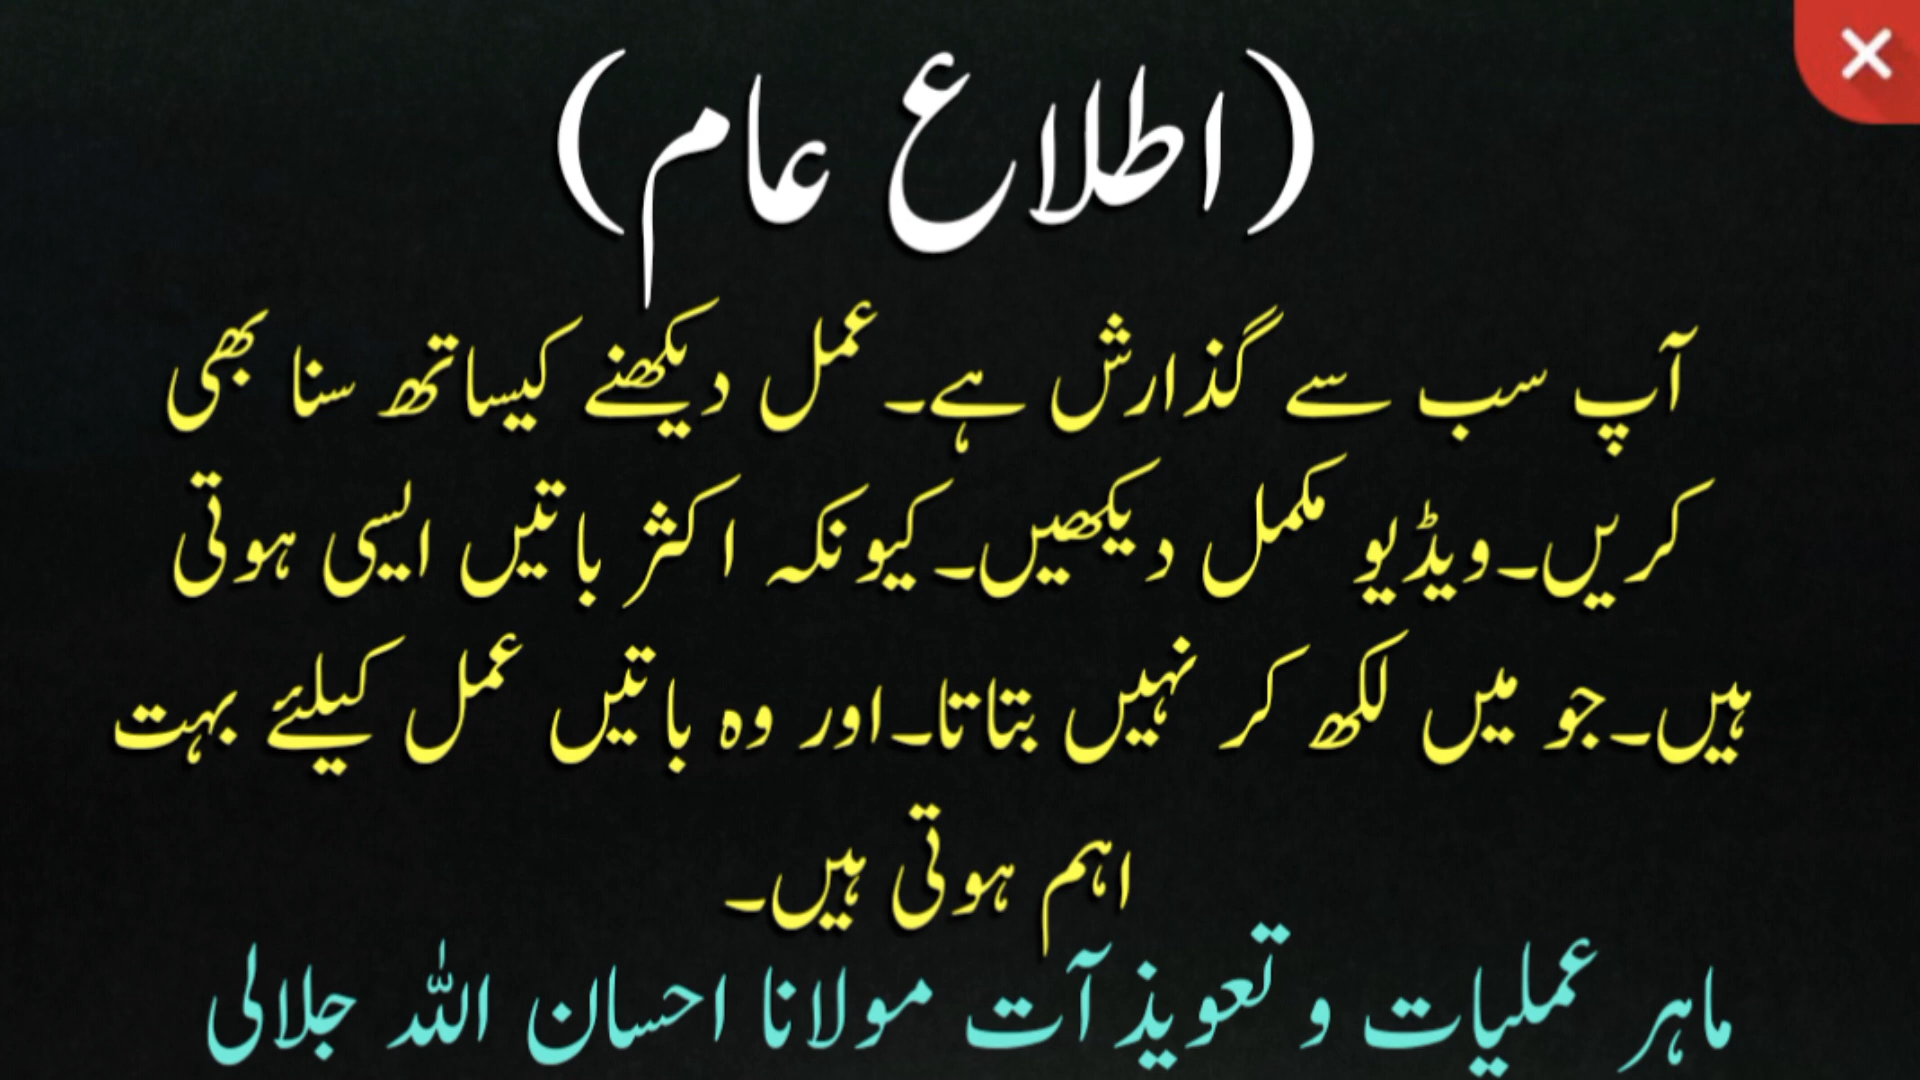 (اطلاع عام)
آپ سب سے گذارش ہے۔عمل دیکھنے کیساتھ سنا بھی
کریں۔ویڈیو مکمل دیکھیں۔کیونکہ اکثر باتیں ایسی ہوتی
ہیں۔جو میں لکھ کر نہیں بتاتا۔اور وہ باتیں عمل کیلئے بہت
اہم ہوتی ہیں۔
ماہر عملیات و تعویذ آت مولانا احسان اللہ جلالی